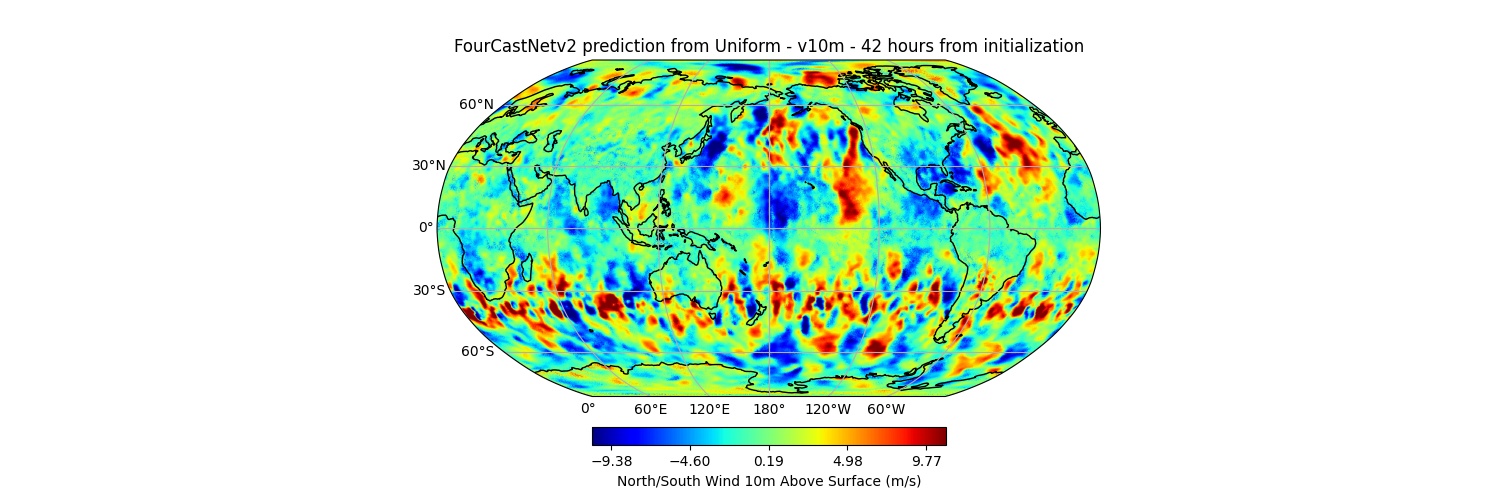 FourCastNetv2 prediction from Uniform - v10m - 42 hours from initialization
60°N
30°N
0°
30°S
60°S
0° 60°E 120°E 180° 120°W 60°W
−9.38 −4.60 0.19 4.98 9.77
North/South Wind 10m Above Surface (m/s)